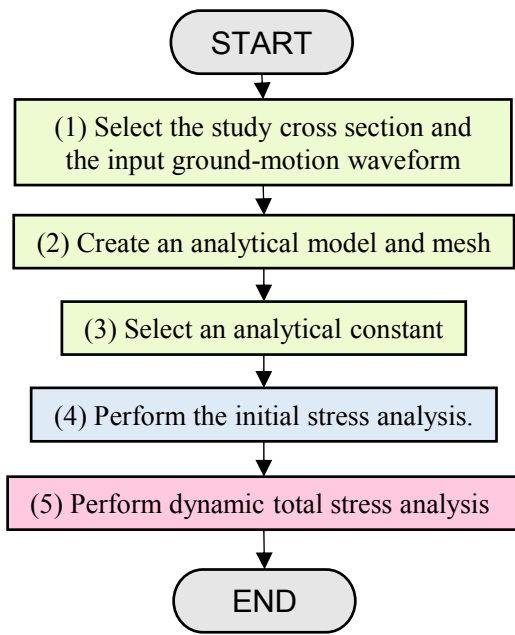 START
(1) Select the study cross section and
the input ground-motion waveform
(2) Create an analytical model and mesh
(3) Select an analytical constant
(4) Perform the initial stress analysis.
(5) Perform dynamic total stress analysis
END